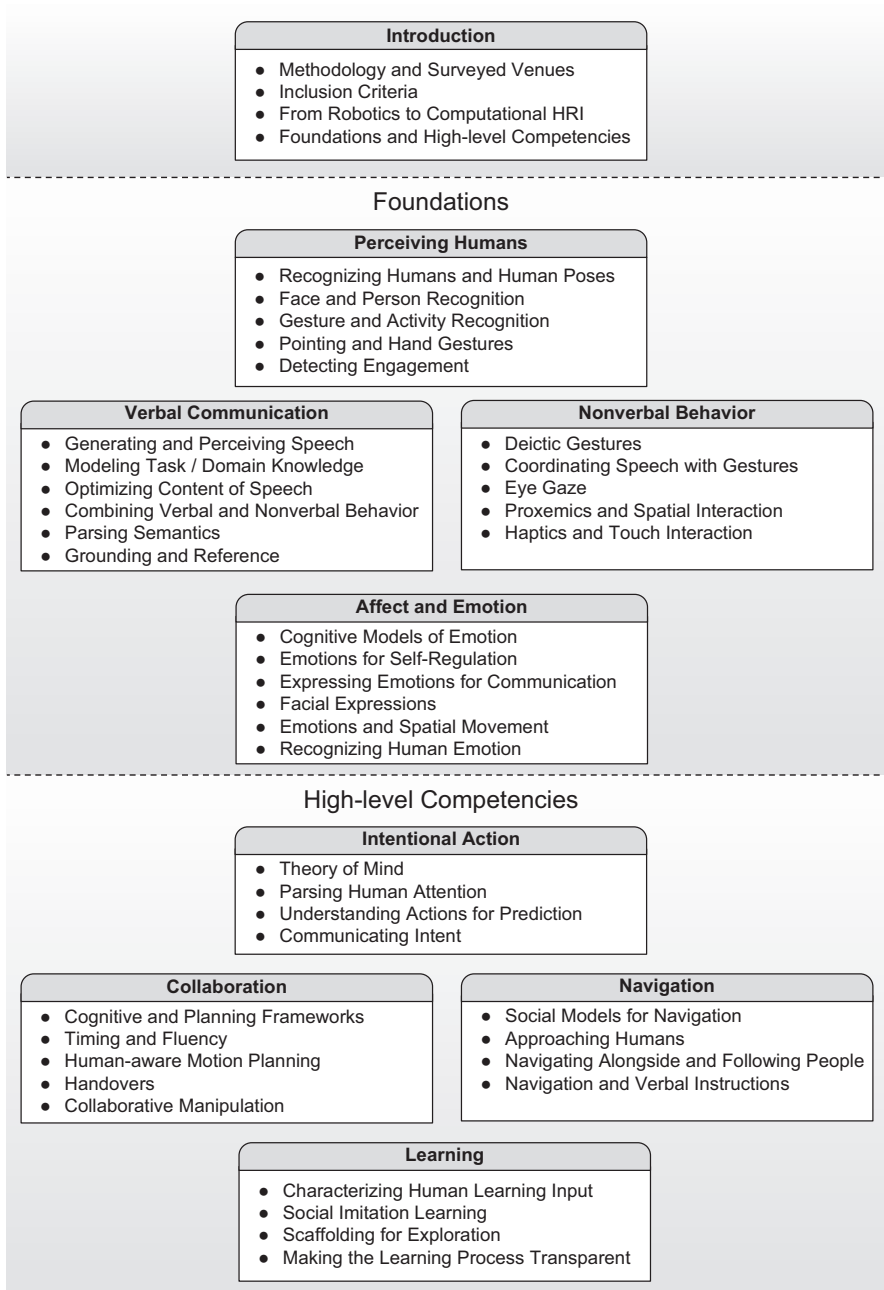 Introduction
● Methodology and Surveyed Venues
● Inclusion Criteria
● From Robotics to Computational HRI
● Foundations and High-level Competencies
Foundations
Perceiving Humans
● Recognizing Humans and Human Poses
● Face and Person Recognition
● Gesture and Activity Recognition
● Pointing and Hand Gestures
● Detecting Engagement
Verbal Communication
● Generating and Perceiving Speech
● Modeling Task / Domain Knowledge
● Optimizing Content of Speech
● Combining Verbal and Nonverbal Behavior
● Parsing Semantics
● Grounding and Reference
Nonverbal Behavior
● Deictic Gestures
● Coordinating Speech with Gestures
● Eye Gaze
● Proxemics and Spatial Interaction
● Haptics and Touch Interaction
Affect and Emotion
● Cognitive Models of Emotion
● Emotions for Self-Regulation
● Expressing Emotions for Communication
● Facial Expressions
● Emotions and Spatial Movement
● Recognizing Human Emotion
High-level Competencies
Intentional Action
● Theory of Mind
● Parsing Human Attention
● Understanding Actions for Prediction
● Communicating Intent
Collaboration
● Cognitive and Planning Frameworks
● Timing and Fluency
● Human-aware Motion Planning
● Handovers
● Collaborative Manipulation
Navigation
● Social Models for Navigation
● Approaching Humans
● Navigating Alongside and Following People
● Navigation and Verbal Instructions
Learning
● Characterizing Human Learning Input
● Social Imitation Learning
● Scaffolding for Exploration
● Making the Learning Process Transparent